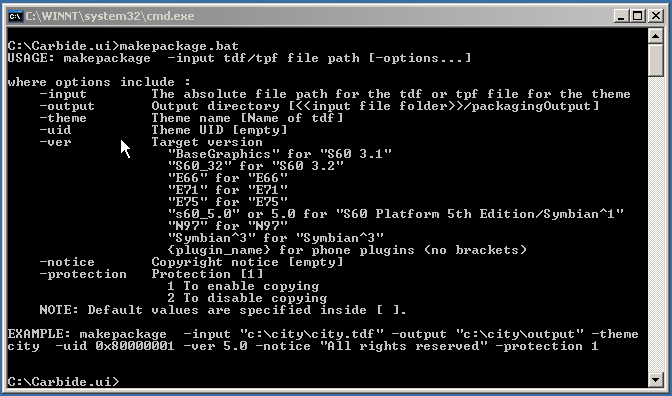 C:\WINNT\system32\cmd.exe
C:\Carbide.ui>makepackage.bat
USAGE: makepackage  -input tdf/tpf file path [-options...]
where options include :
-input        The absolute file path for the tdf or tpf file for the theme
-output       Output directory [<<input file folder>>/packagingOutput]
-theme        Theme name [Name of tdf]
-uid          Theme UID [empty]
-ver          Target version
"BaseGraphics" for "S60 3.1"
"S60_32" for "S60 3.2"
"E66" for "E66"
"E71" for "E71"
"E75" for "E75"
"s60_5.0" or 5.0 for "S60 Platform 5th Edition/Symbian^1"
"N97" for "N97"
"Symbian^3" for "Symbian^3"
{plugin_name} for phone plugins (no brackets)
-notice       Copyright notice [empty]
-protection   Protection [1]
1 To enable copying
2 To disable copying
NOTE: Default values are specified inside [ ].
EXAMPLE: makepackage  -input "c:\city\city.tdf" -output "c:\city\output" -theme
city  -uid 0x80000001 -ver 5.0 -notice "All rights reserved" -protection 1
C:\Carbide.ui>